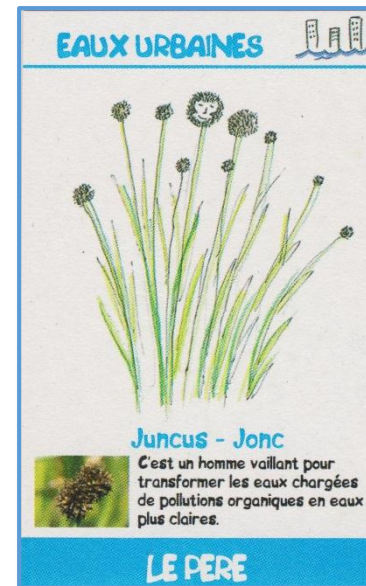 EAUX URBAINES
Juncus - Jonc
C'est un homme vaillant pour
transformer les eaux chargées
de pollutions organiques en eaux
plus claires.
LE PERE